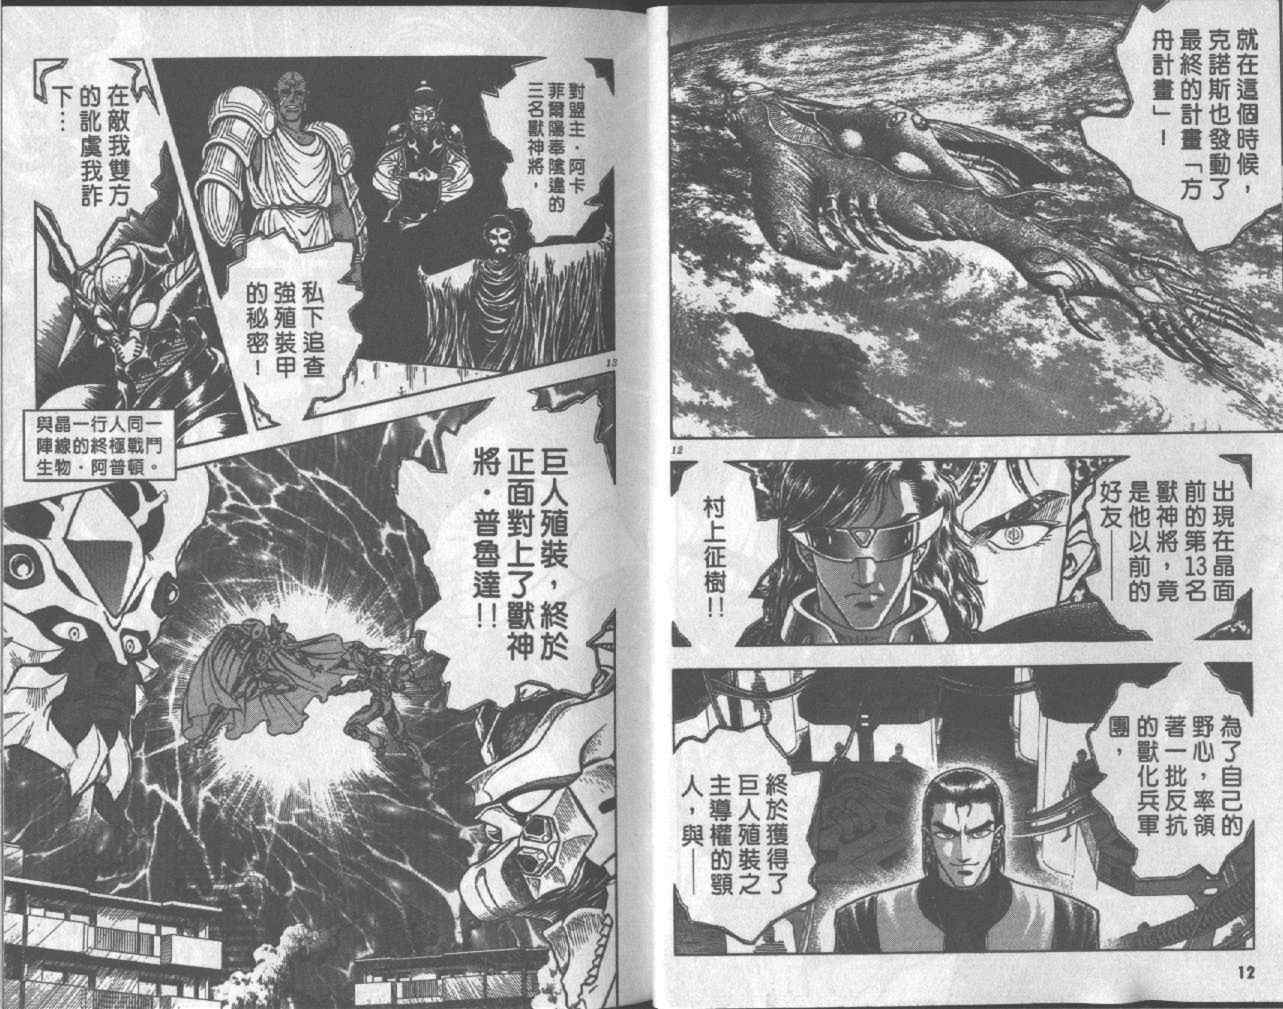 就在這個時候，
克諾斯也發動了
最終的計畫「方
舟計畫」！
12
出現在晶面
前的第13名
獸神將，竟
是他以前的
好友——
村上征樹!!
為了自己的
野心，率領
著一批反抗
的獸化兵軍
團，
終於獲得了
巨人殖裝之
主導權的顎
人，與——
12
對盟主·阿卡
菲爾陽奉陰違的
三名獸神將，
私下追查
強殖裝甲
的秘密！
在敵我雙方
的訛虞我詐
下…
與晶一行人同一
陣線的終極戰鬥
生物·阿普頓。
13
巨人殖裝，終於
正面對上了獸神
將·普魯達!!